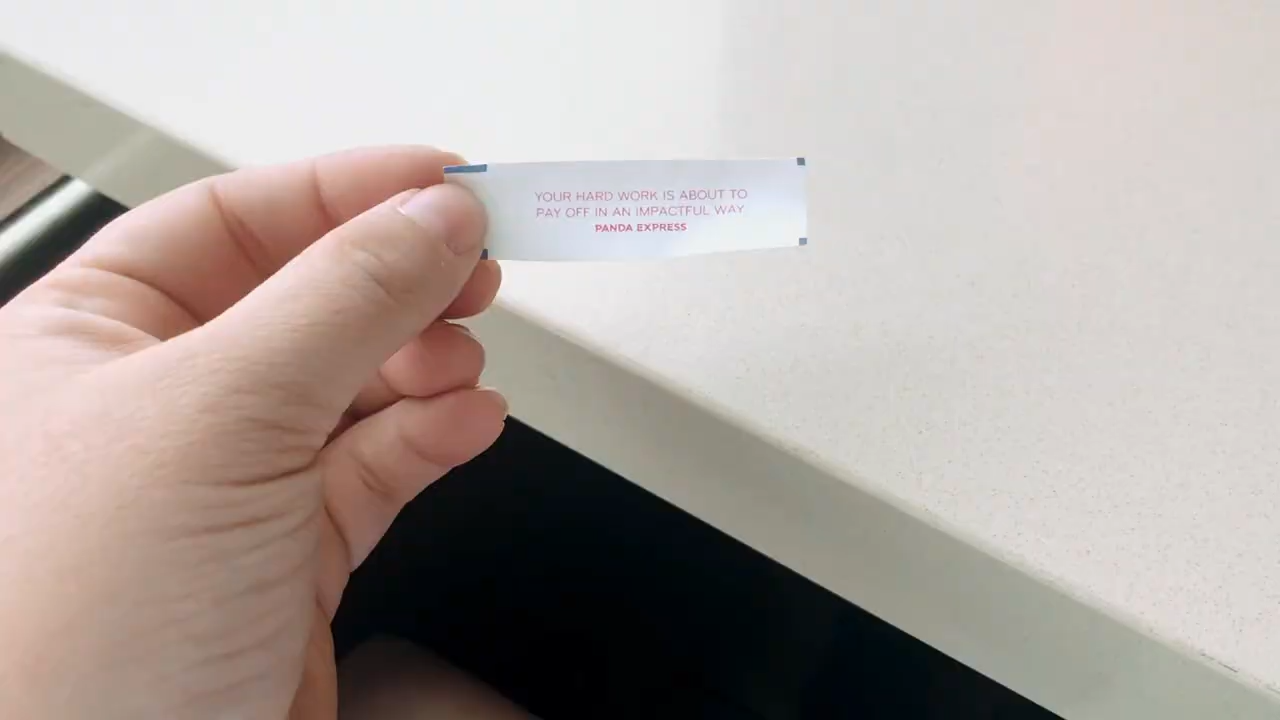 YOUR HARD WORK IS ABOUT TO
PAY OFF IN AN IMPACTFUL WAY
PANDA EXPRESS